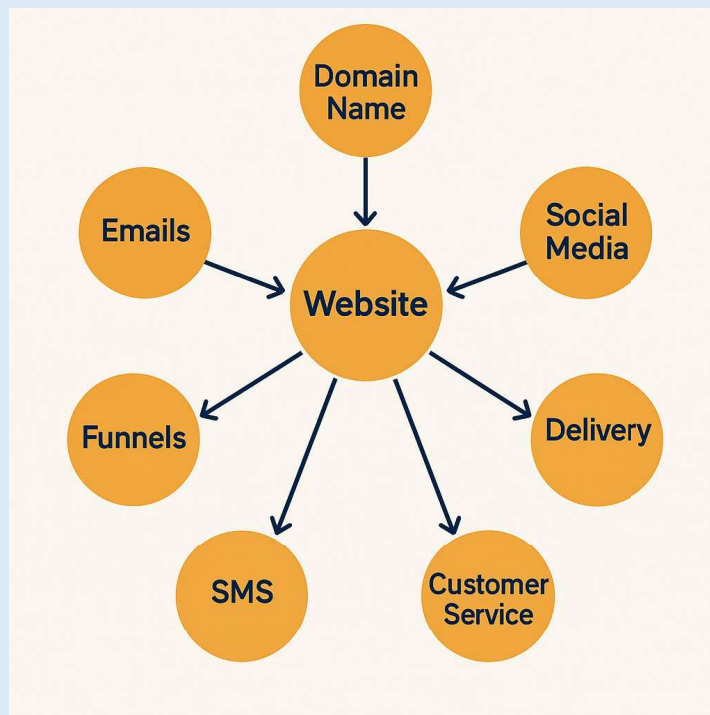 Domain
Name
Emails
Social
Media
Website
Funnels
Delivery
SMS
Customer
Service